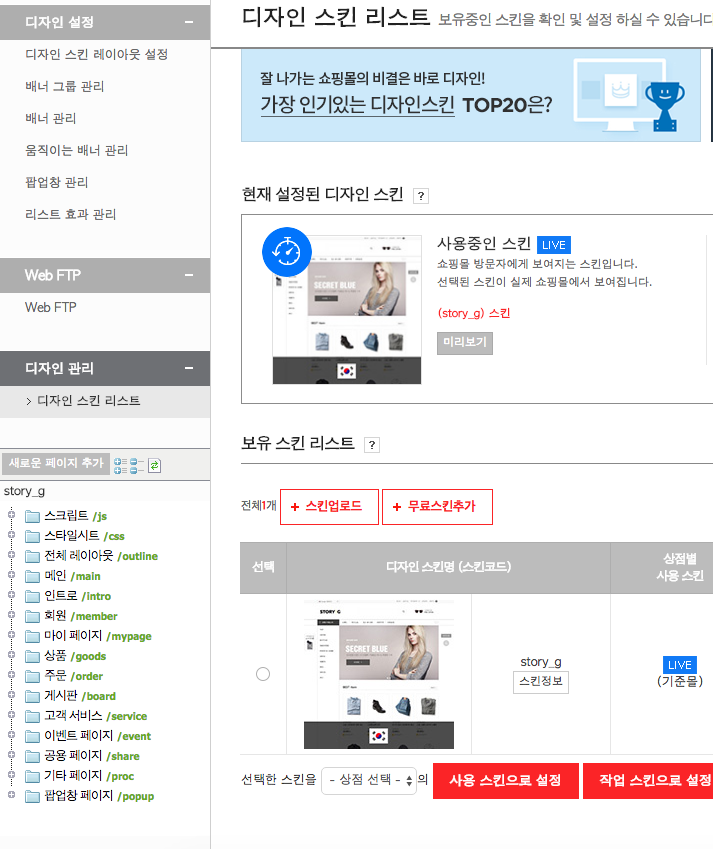 디자인 설정
디자인 스킨 레이아웃 설정
배너 그룹 관리
배너 관리
움직이는 배너 관리
팝업창 관리
리스트 효과 관리
Web FTP
Web FTP
디자인 관리
> 디자인 스킨 리스트
새로운 페이지 추가
story_g
스크립트 /js
스타일시트 /css
전체 레이아웃 /outline
메인 /main
인트로 /intro
회원 /member
마이 페이지 /mypage
상품 /goods
주문 /order
게시판 /board
고객 서비스 /service
이벤트 페이지 /event
공용 페이지 /share
기타 페이지 /proc
팝업창 페이지 /popup
디자인 스킨 리스트 보유중인 스킨을 확인 및 설정 하실 수 있습니다
잘 나가는 쇼핑몰의 비결은 바로 디자인!
가장 인기있는 디자인스킨 TOP20은?
현재 설정된 디자인 스킨 ?
SECRET BLUE
사용중인 스킨 LIVE
쇼핑몰 방문자에게 보여지는 스킨입니다.
선택된 스킨이 실제 쇼핑몰에서 보여집니다.
(story_g) 스킨
미리보기
보유 스킨 리스트 ?
전체1개 + 스킨업로드 + 무료스킨추가
선택 디자인 스킨명 (스킨코드) 상점별
사용 스킨
STORY G
SECRET BLUE
story_g
스킨정보
LIVE
(기준몰)
선택한 스킨을 - 상점 선택 - 의 사용 스킨으로 설정 작업 스킨으로 설정